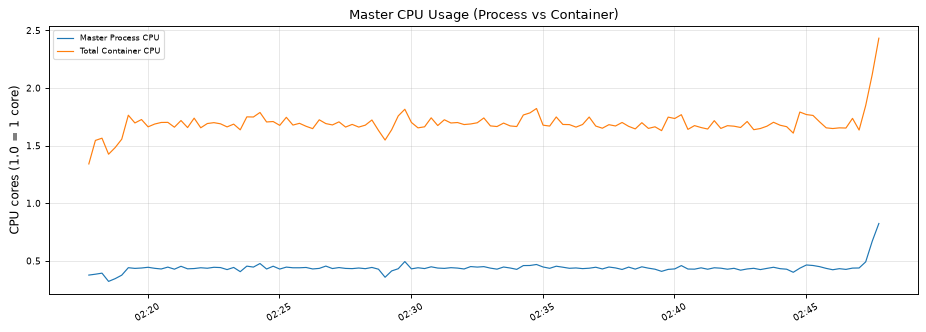 Master CPU Usage (Process vs Container)
Master Process CPU
Total Container CPU
CPU cores (1.0 = 1 core)
2.5
2.0
1.5
1.0
0.5
02:20
02:25
02:30
02:35
02:40
02:45